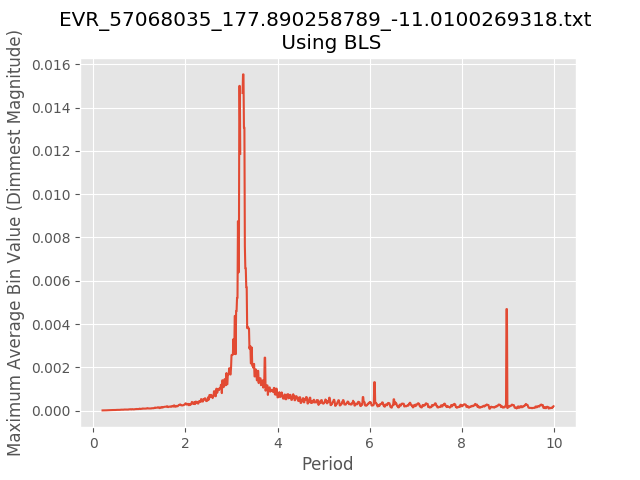 EVR_57068035_177.890258789_-11.0100269318.txt
Using BLS
Maximum Average Bin Value (Dimmest Magnitude)
0.016
0.014
0.012
0.010
0.008
0.006
0.004
0.002
0.000
0 2 4 6 8 10
Period